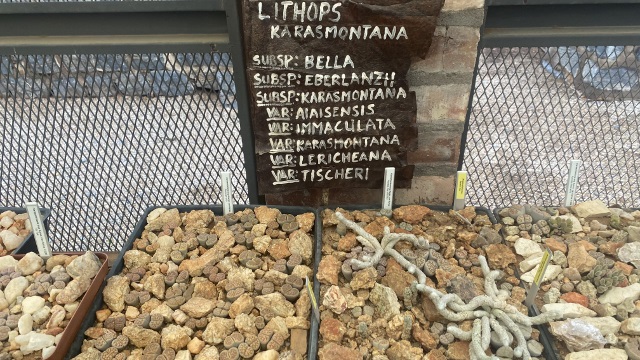 LITHOPS
KARASMONTANA
SUBSP: BELLA
SUBSP: EBERLANZII
SUBSP: KARASMONTANA
VAR: AIAISENSIS
VAR: IMMACULATA
VAR: KARASMONTANA
VAR: LERICHEANA
VAR: TISCHERI